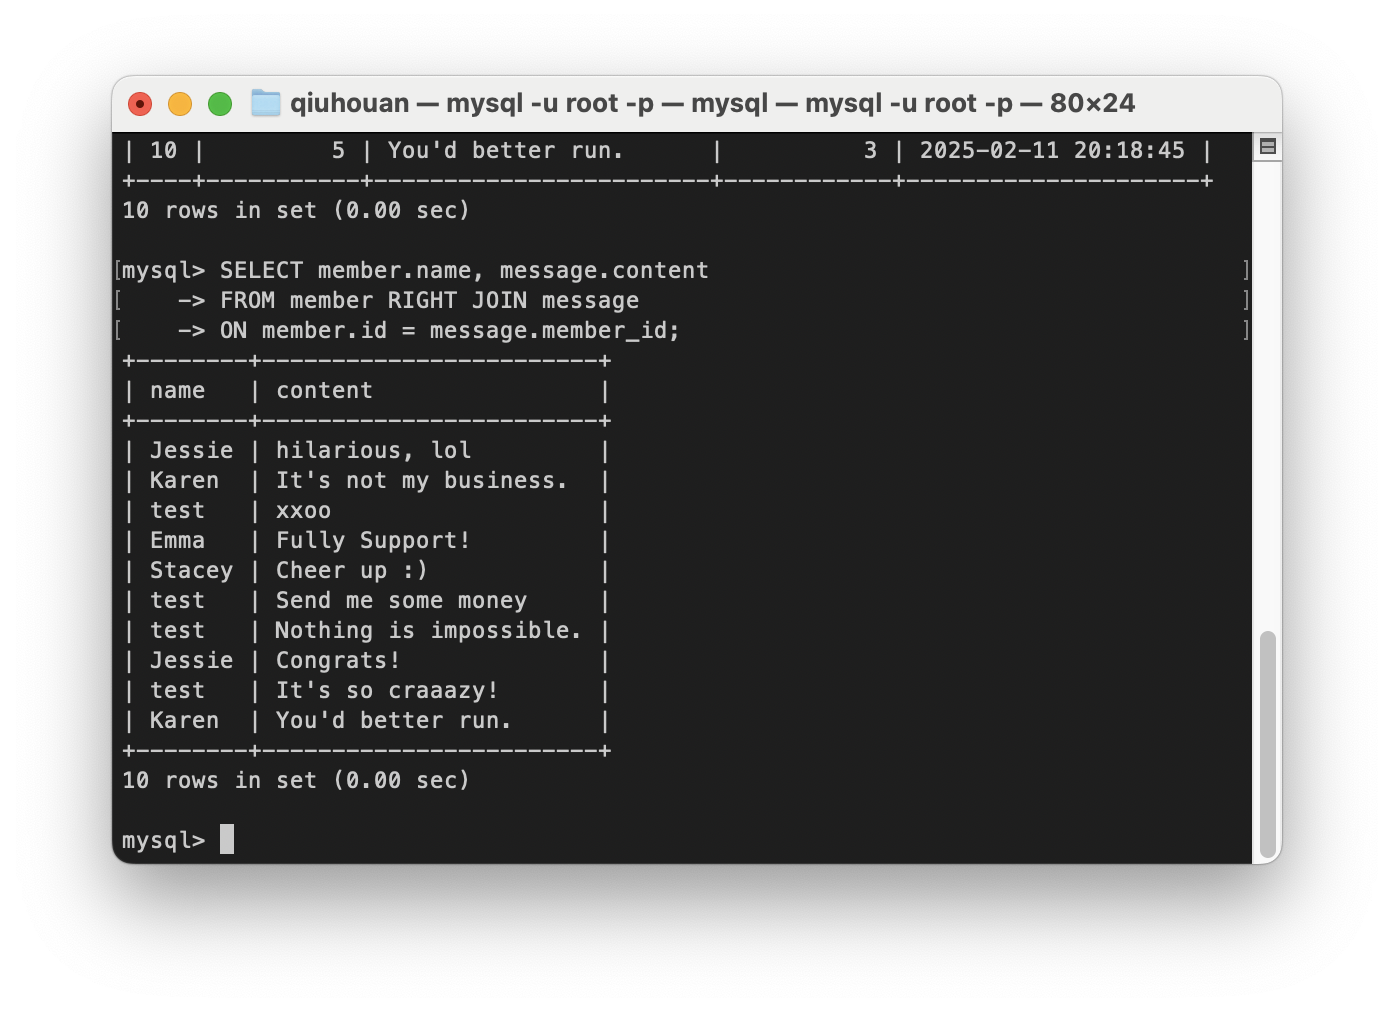 qiuhouan — mysql -u root -p — mysql — mysql -u root -p — 80×24
| 10 |         5 | You'd better run.      |          3 | 2025-02-11 20:18:45 |
+----+-----------+------------------------+------------+---------------------+
10 rows in set (0.00 sec)
[mysql> SELECT member.name, message.content ]
[    -> FROM member RIGHT JOIN message ]
[    -> ON member.id = message.member_id; ]
+--------+------------------------+
| name   | content                |
+--------+------------------------+
| Jessie | hilarious, lol         |
| Karen  | It's not my business.  |
| test   | xxoo                   |
| Emma   | Fully Support!         |
| Stacey | Cheer up :)            |
| test   | Send me some money     |
| test   | Nothing is impossible. |
| Jessie | Congrats!              |
| test   | It's so craaazy!       |
| Karen  | You'd better run.      |
+--------+------------------------+
10 rows in set (0.00 sec)
mysql>